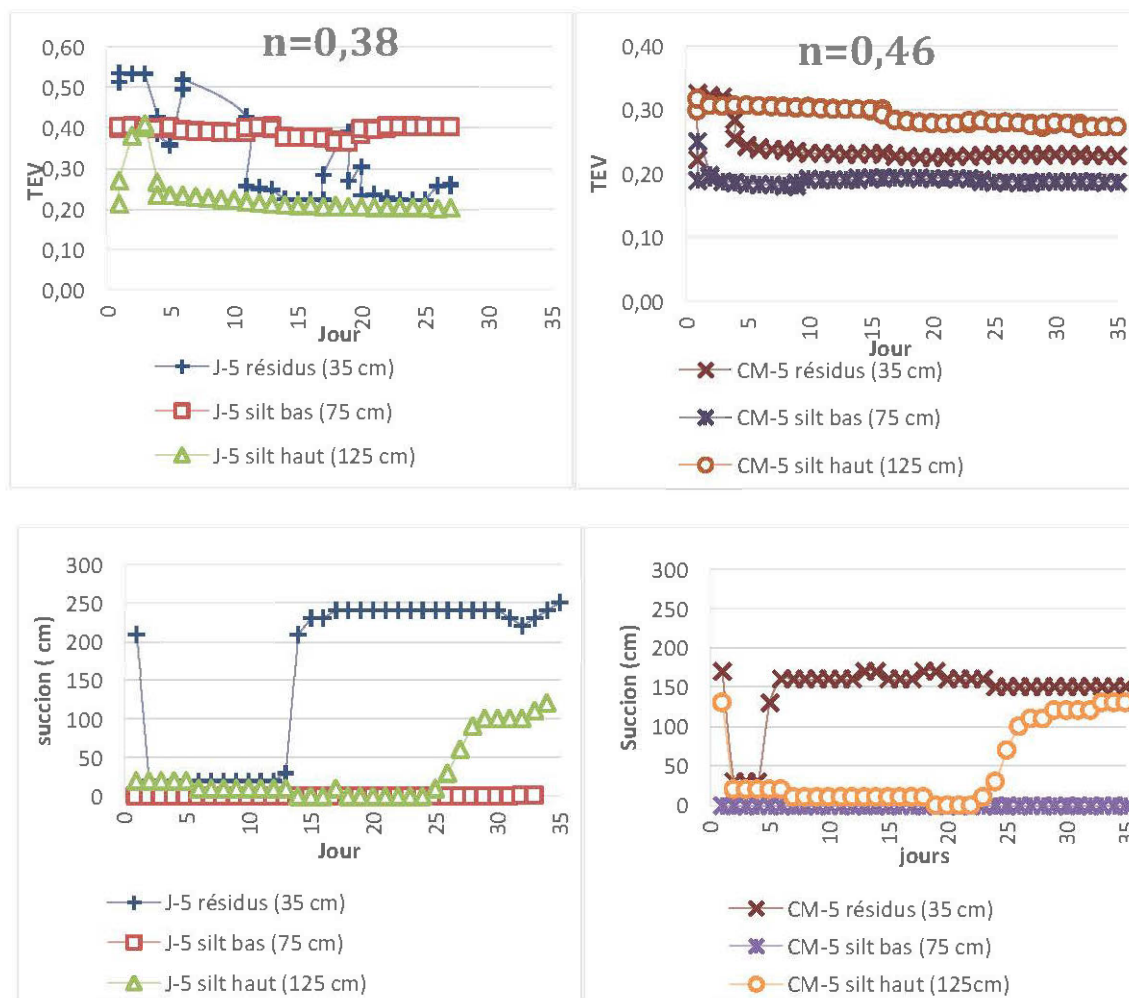 n=0,38
0,60
0,50
0,40
0,30
0,20
0,10
0,00
TEV
0
5
10
15
20
25
30
35
Jour
J-5 résidus (35 cm)
J-5 silt bas (75 cm)
J-5 silt haut (125 cm)
n=0,46
0,40
0,30
0,20
0,10
0,00
TEV
0
5
10
15
20
25
30
35
Jour
CM-5 résidus (35 cm)
CM-5 silt bas (75 cm)
CM-5 silt haut (125 cm)
300
250
200
150
100
50
0
succion ( cm)
0
5
10
15
20
25
30
35
Jour
J-5 résidus (35 cm)
J-5 silt bas (75 cm)
J-5 silt haut (125 cm)
300
250
200
150
100
50
0
Succion (cm)
0
5
10
15
20
25
30
35
jours
CM-5 résidus (35 cm)
CM-5 silt bas (75 cm)
CM-5 silt haut (125cm)